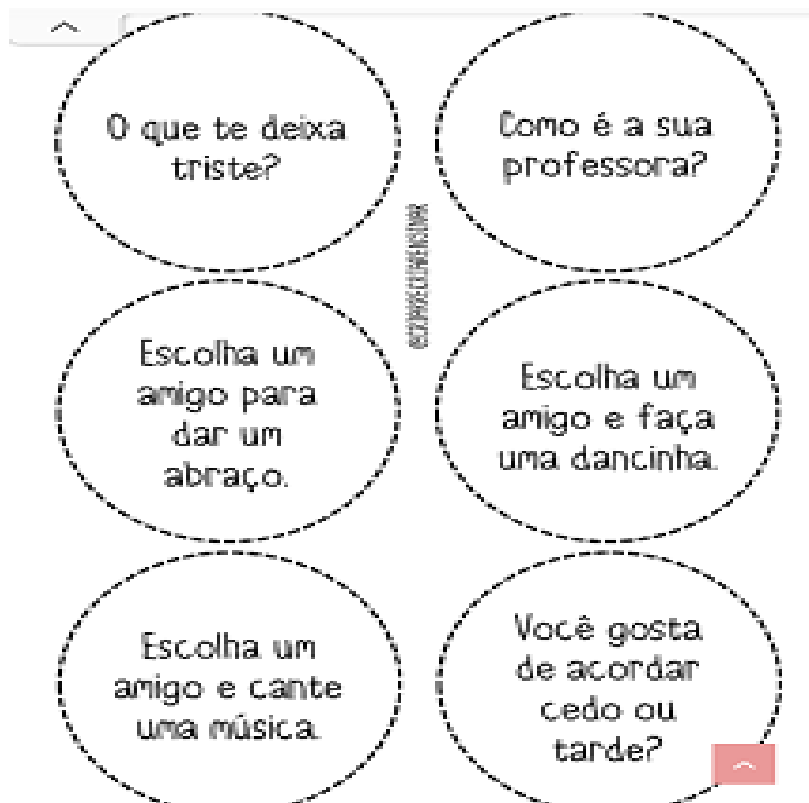 O que te deixa
triste?
Como é a sua
professora?
Escolha um
amigo para
dar um
abraço.
Escolha um
amigo e faça
uma dancinha.
Escolha um
amigo e cante
uma música.
Você gosta
de acordar
cedo ou
tarde?